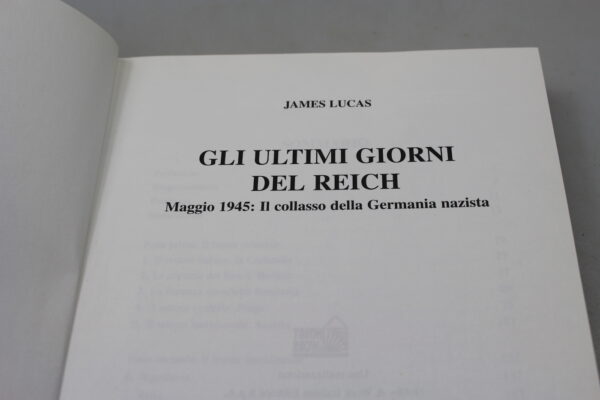 JAMES LUCAS
GLI ULTIMI GIORNI
DEL REICH
Maggio 1945: Il collasso della Germania nazista